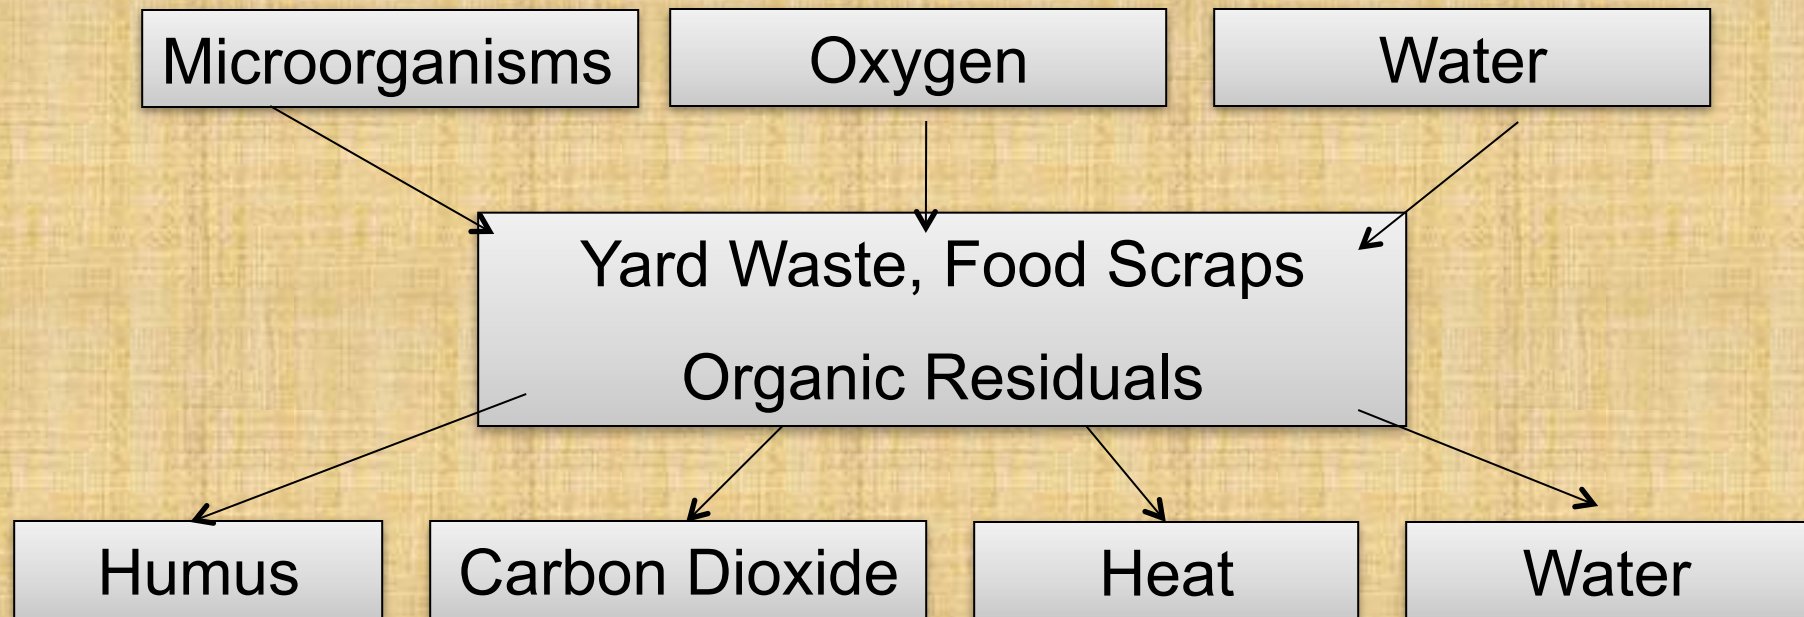 Microorganisms
Oxygen
Water
Yard Waste, Food Scraps
Organic Residuals
Humus
Carbon Dioxide
Heat
Water